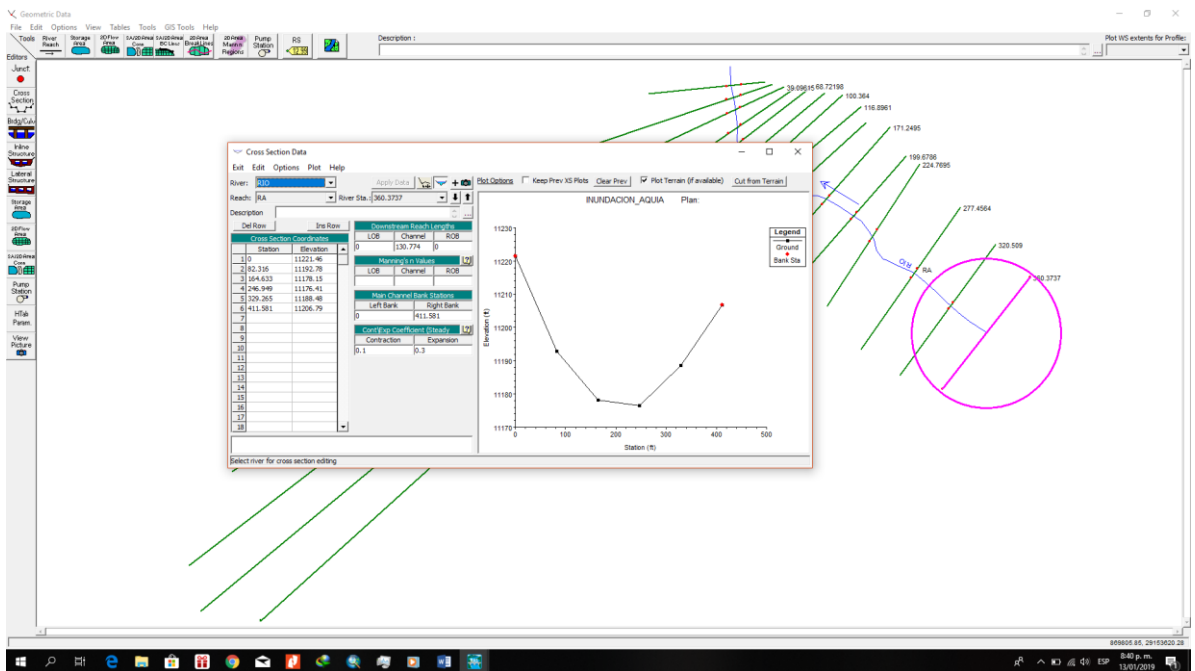 Geometric Data
File Edit Options View Tables Tools GIS Tools Help
Tools River Reach Storage Area 2D Flow Area SA/2D Area Conn SA/2D Area BC Lines 2D Area BreakLines 2D Area Mann n Regions Pump Station RS Description : Plot WS extents for Profile:
Editors
Junct.
Cross Section
Brdg/Culv
Inline Structure
Lateral Structure
Storage Area
2D Flow Area
SA/2D Area Conn
Pump Station
HTab Param.
View Picture
39.09615 68.72198
100.364
116.8961
171.2495
199.6786
224.7695
277.4564
320.509
360.3737
RIO RA
Cross Section Data
Exit Edit Options Plot Help
River: RIO Apply Data Plot Options Keep Prev XS Plots Clear Prev Plot Terrain (if available) Cut from Terrain
Reach: RA River Sta.: 360.3737
Description ...
Del Row Ins Row
Cross Section Coordinates
Station Elevation
1 0 11221.46
2 82.316 11192.78
3 164.633 11178.15
4 246.949 11176.41
5 329.265 11188.48
6 411.581 11206.79
7
8
9
10
11
12
13
14
15
16
17
18
Downstream Reach Lengths
LOB Channel ROB
0 130.774 0
Manning's n Values
LOB Channel ROB
Main Channel Bank Stations
Left Bank Right Bank
0 411.581
Cont\Exp Coefficient (Steady
Contraction Expansion
0.1 0.3
INUNDACION_AQUIA Plan:
Legend
Ground
Bank Sta
11230
11220
11210
11200
11190
11180
11170
Elevation (ft)
0 100 200 300 400 500
Station (ft)
Select river for cross section editing
869805.85, 29153620.28
ESP 8:40 p. m.
13/01/2019